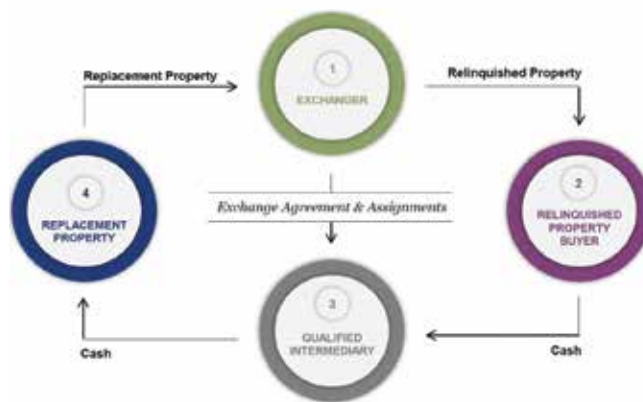 1
EXCHANGER
Replacement Property
Relinquished Property
4
REPLACEMENT
PROPERTY
Exchange Agreement & Assignments
2
RELINQUISHED
PROPERTY
BUYER
3
QUALIFIED
INTERMEDIARY
Cash
Cash